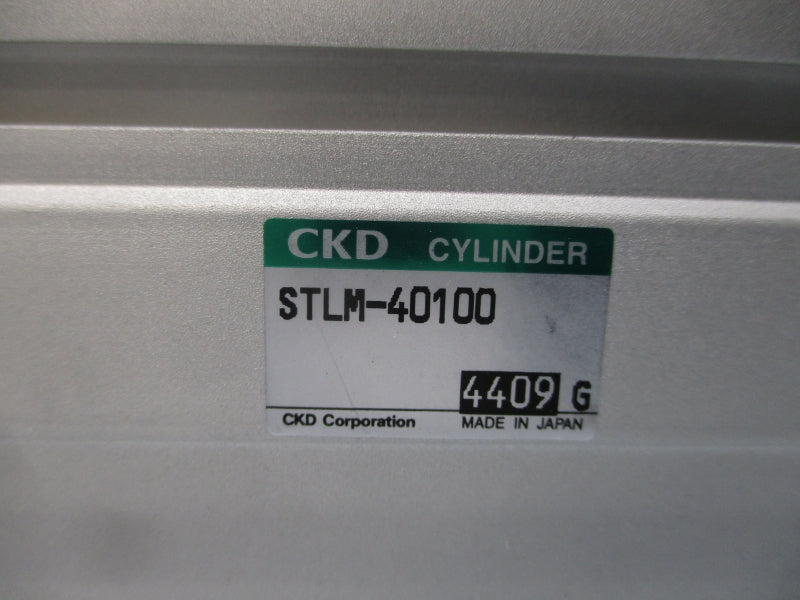 CKD CYLINDER
STLM-40100
4409 G
CKD Corporation MADE IN JAPAN